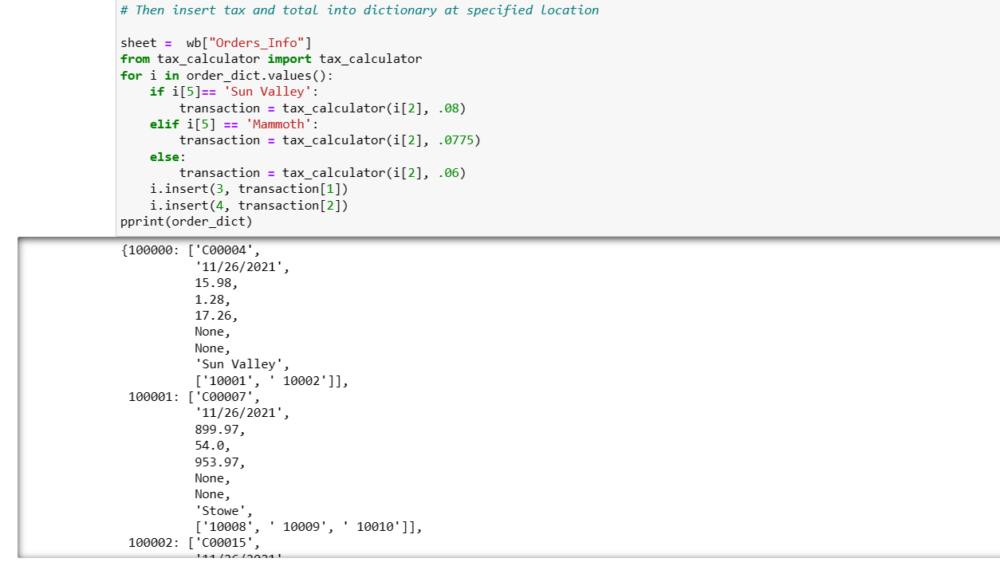 # Then insert tax and total into dictionary at specified location
sheet =  wb["Orders_Info"]
from tax_calculator import tax_calculator
for i in order_dict.values():
    if i[5]== 'Sun Valley':
        transaction = tax_calculator(i[2], .08)
    elif i[5] == 'Mammoth':
        transaction = tax_calculator(i[2], .0775)
    else:
        transaction = tax_calculator(i[2], .06)
    i.insert(3, transaction[1])
    i.insert(4, transaction[2])
pprint(order_dict)
{100000: ['C00004',
          '11/26/2021',
          15.98,
          1.28,
          17.26,
          None,
          None,
          'Sun Valley',
          ['10001', ' 10002']],
 100001: ['C00007',
          '11/26/2021',
          899.97,
          54.0,
          953.97,
          None,
          None,
          'Stowe',
          ['10008', ' 10009', ' 10010']],
 100002: ['C00015',
          '11/26/2021'